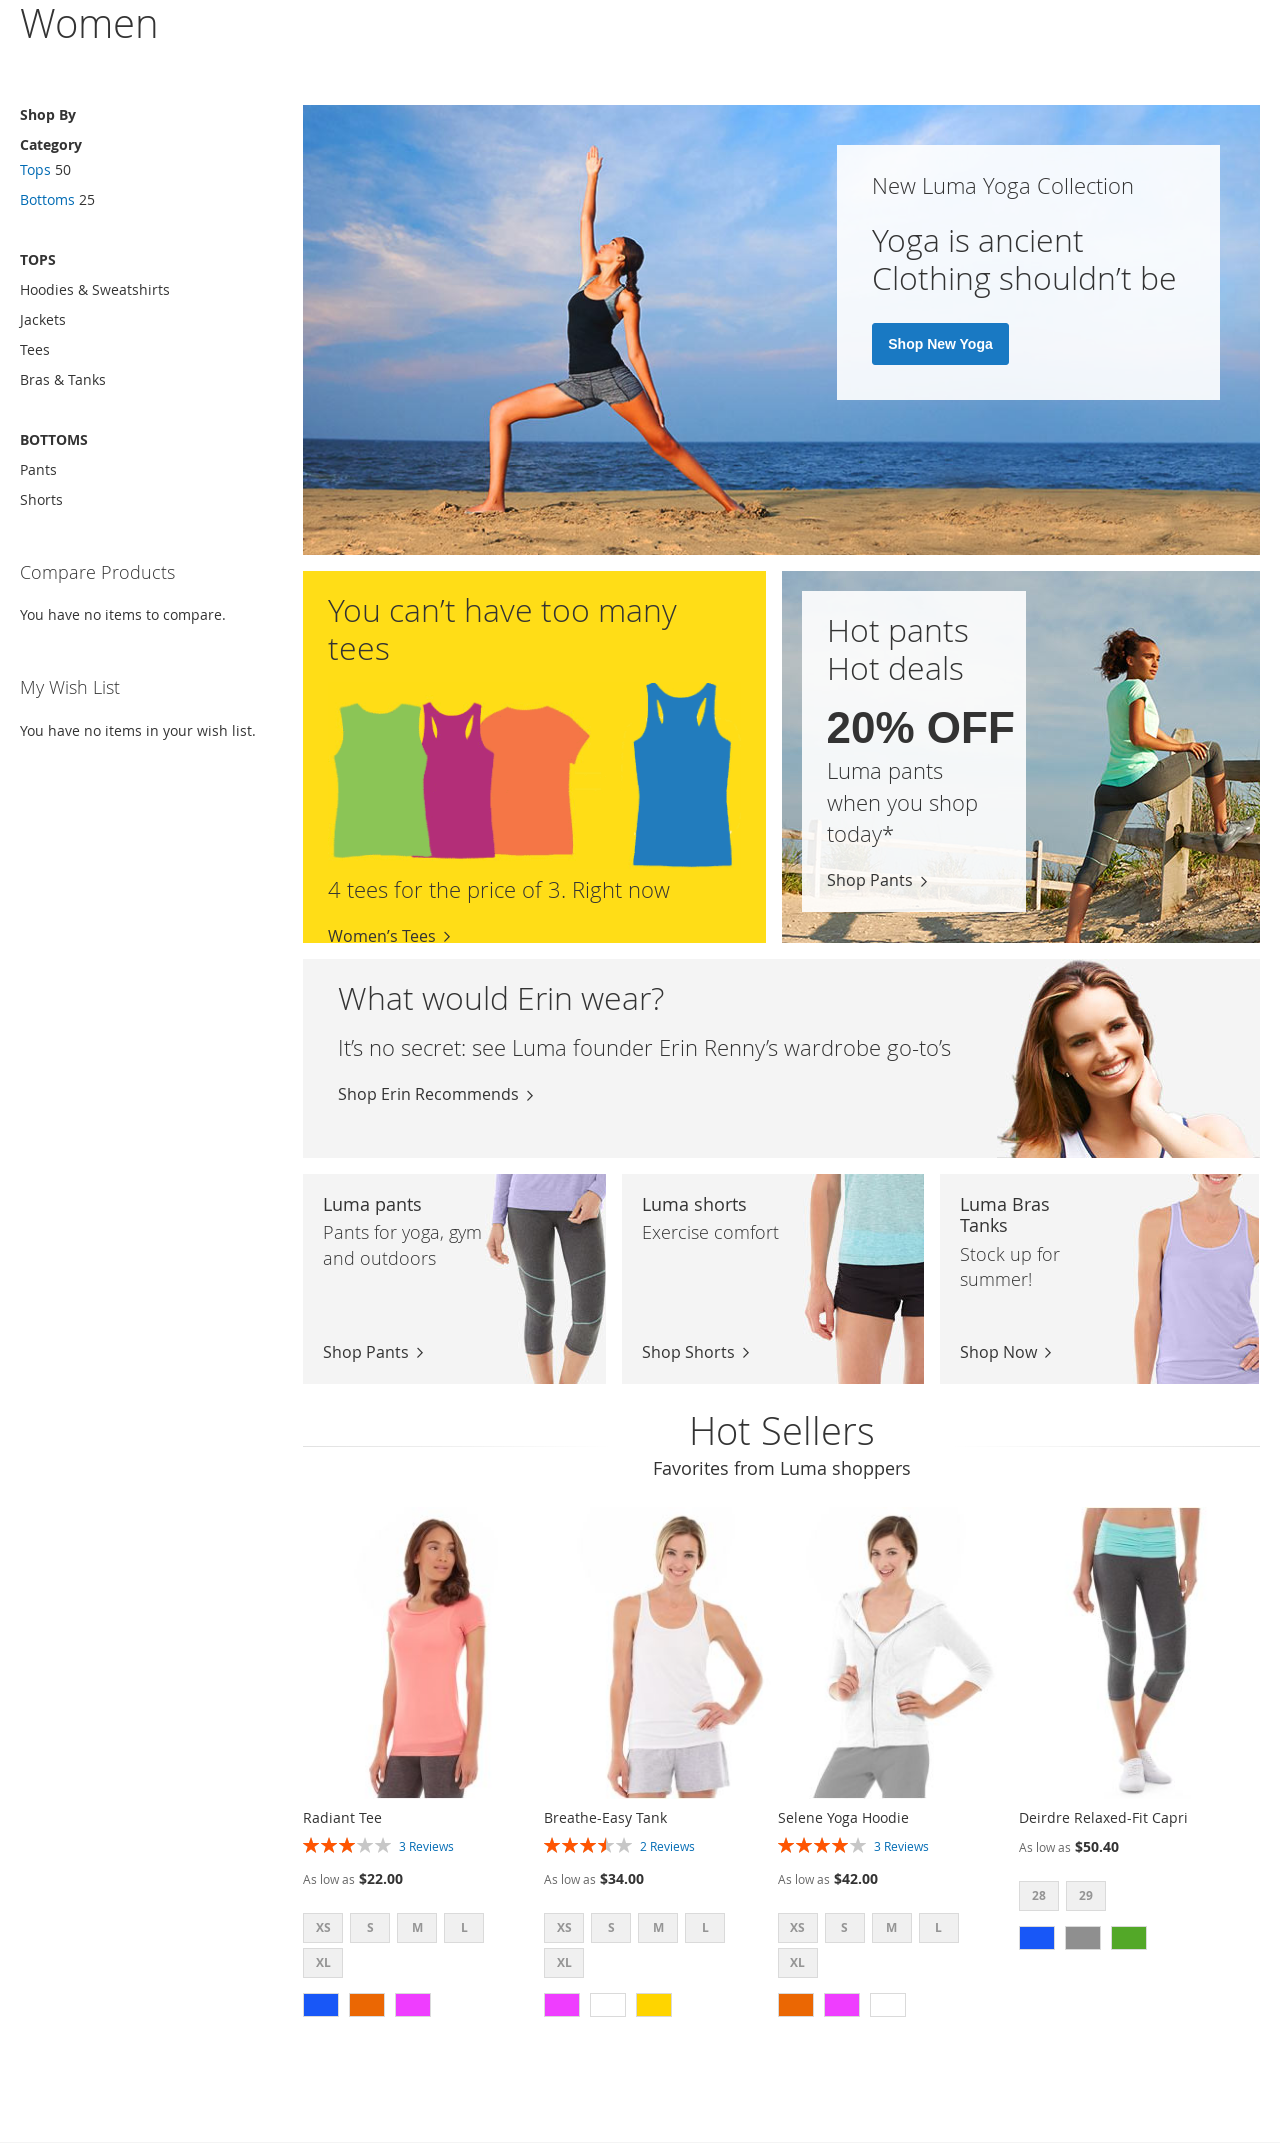 Women
Shop By
Category
Tops 50
Bottoms 25
TOPS
Hoodies & Sweatshirts
Jackets
Tees
Bras & Tanks
BOTTOMS
Pants
Shorts
Compare Products
You have no items to compare.
My Wish List
You have no items in your wish list.
New Luma Yoga Collection
Yoga is ancient
Clothing shouldn’t be
Shop New Yoga
You can’t have too many
tees
4 tees for the price of 3. Right now
Women’s Tees
Hot pants
Hot deals
20% OFF
Luma pants
when you shop
today*
Shop Pants
What would Erin wear?
It’s no secret: see Luma founder Erin Renny’s wardrobe go-to’s
Shop Erin Recommends
Luma pants
Pants for yoga, gym
and outdoors
Shop Pants
Luma shorts
Exercise comfort
Shop Shorts
Luma Bras
Tanks
Stock up for
summer!
Shop Now
Hot Sellers
Favorites from Luma shoppers
Radiant Tee
3 Reviews
As low as $22.00
XS S M L
XL
Breathe-Easy Tank
2 Reviews
As low as $34.00
XS S M L
XL
Selene Yoga Hoodie
3 Reviews
As low as $42.00
XS S M L
XL
Deirdre Relaxed-Fit Capri
As low as $50.40
28 29